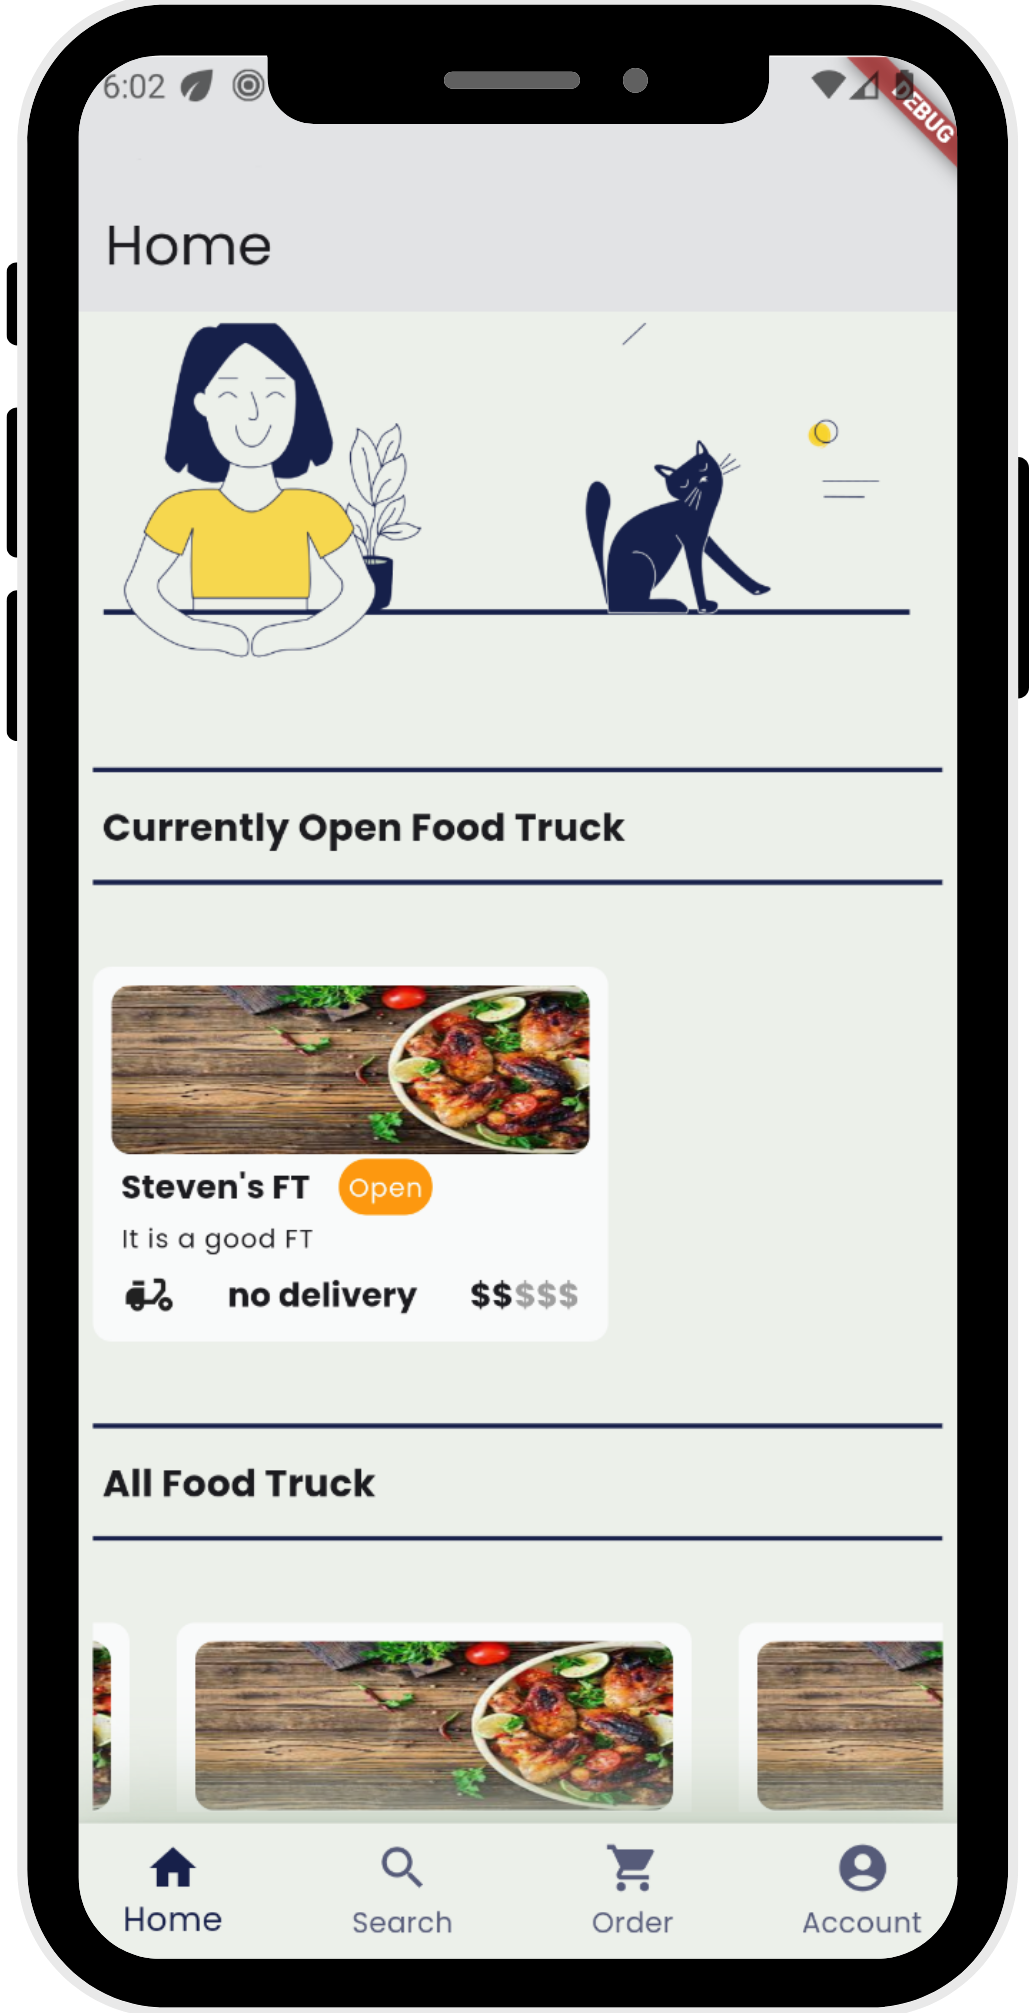 6:02
DEBUG
Home
Currently Open Food Truck
Steven's FT Open
It is a good FT
no delivery $$$$$
All Food Truck
Home Search Order Account